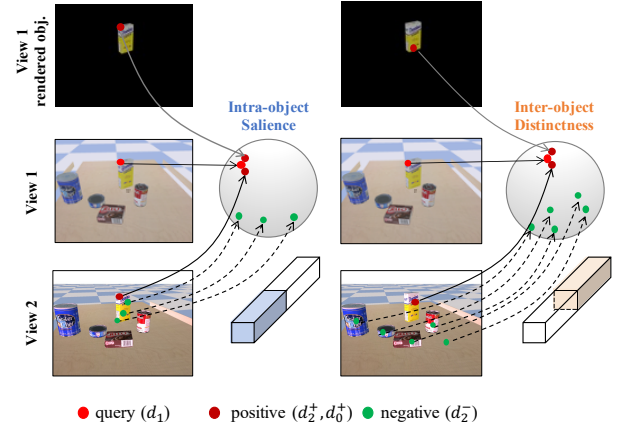 View 1
rendered obj.
Intra-object
Salience
Inter-object
Distinctness
View 1
View 2
query (d₁)
positive (d₂⁺, d₀⁺)
negative (d₂⁻)